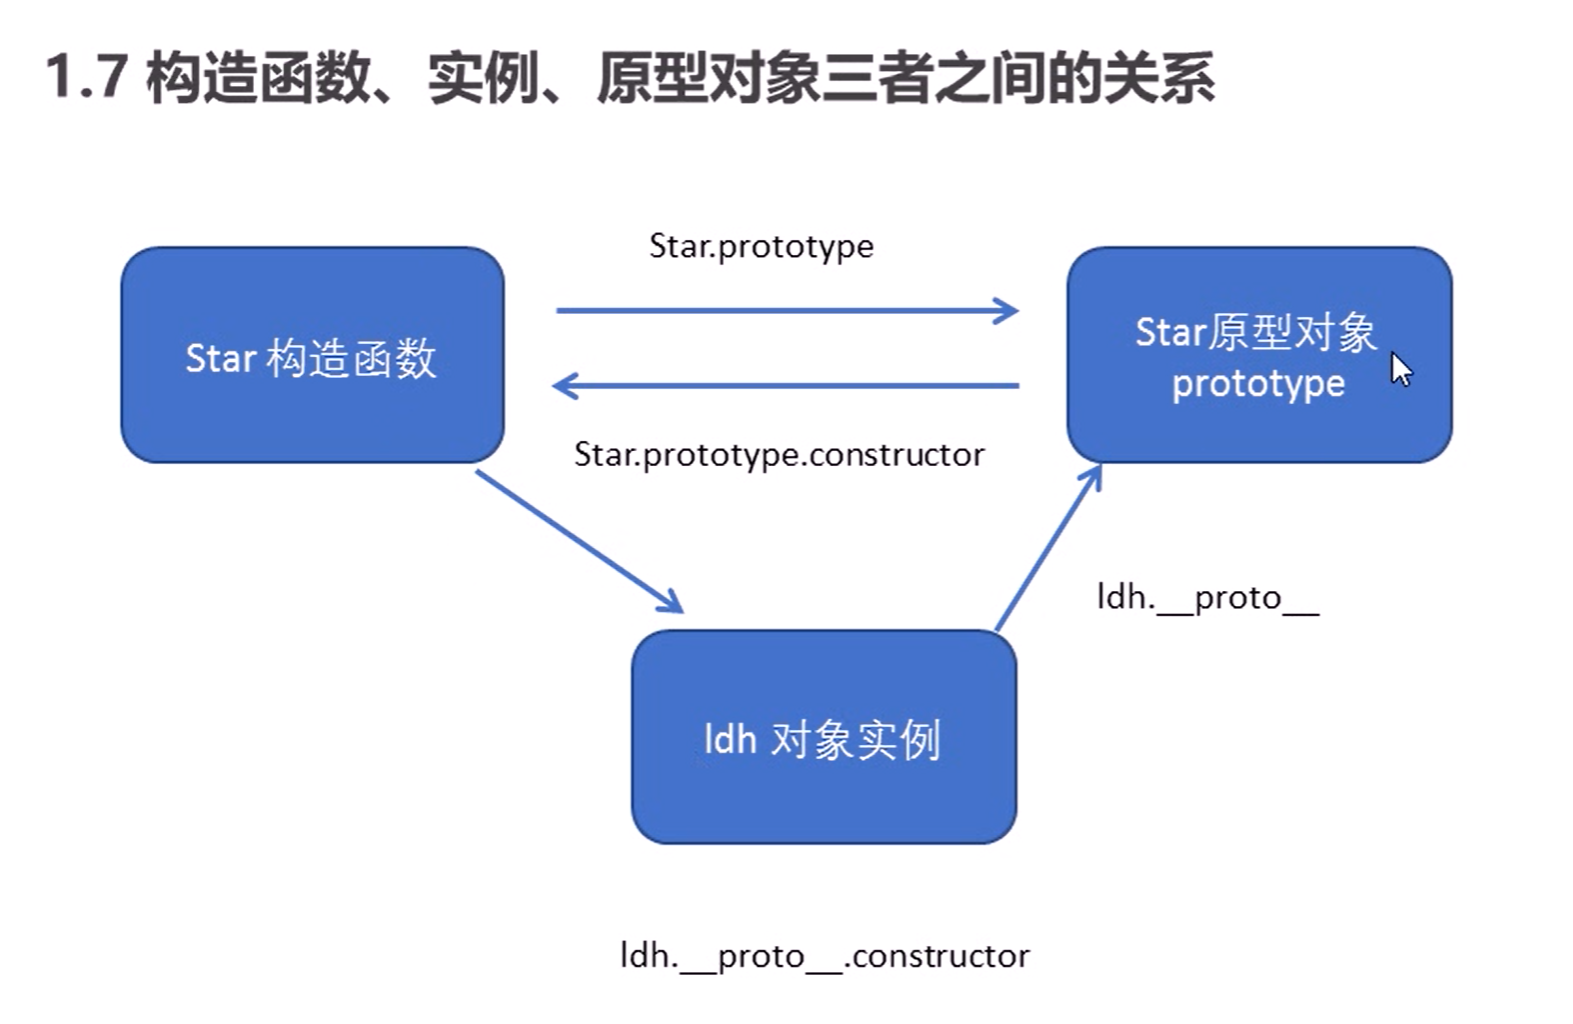 1.7 构造函数、实例、原型对象三者之间的关系
Star.prototype
Star 构造函数
Star原型对象
prototype
Star.prototype.constructor
ldh.__proto__
ldh 对象实例
ldh.__proto__.constructor